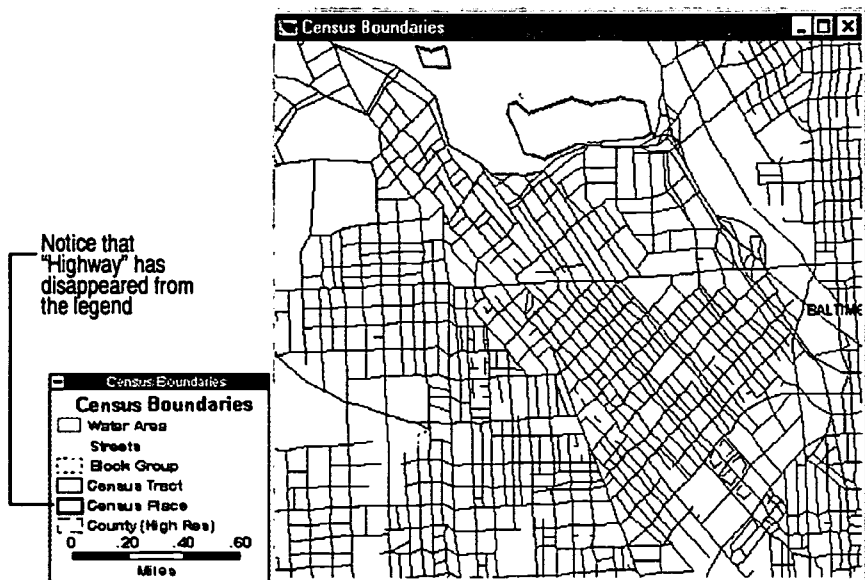 Census Boundaries
Notice that
"Highway" has
disappeared from
the legend
BALTIM
Census Boundaries
Census Boundaries
Water Area
Streets
Block Group
Census Tract
Census Place
County (High Res)
0 .20 .40 .60
Miles